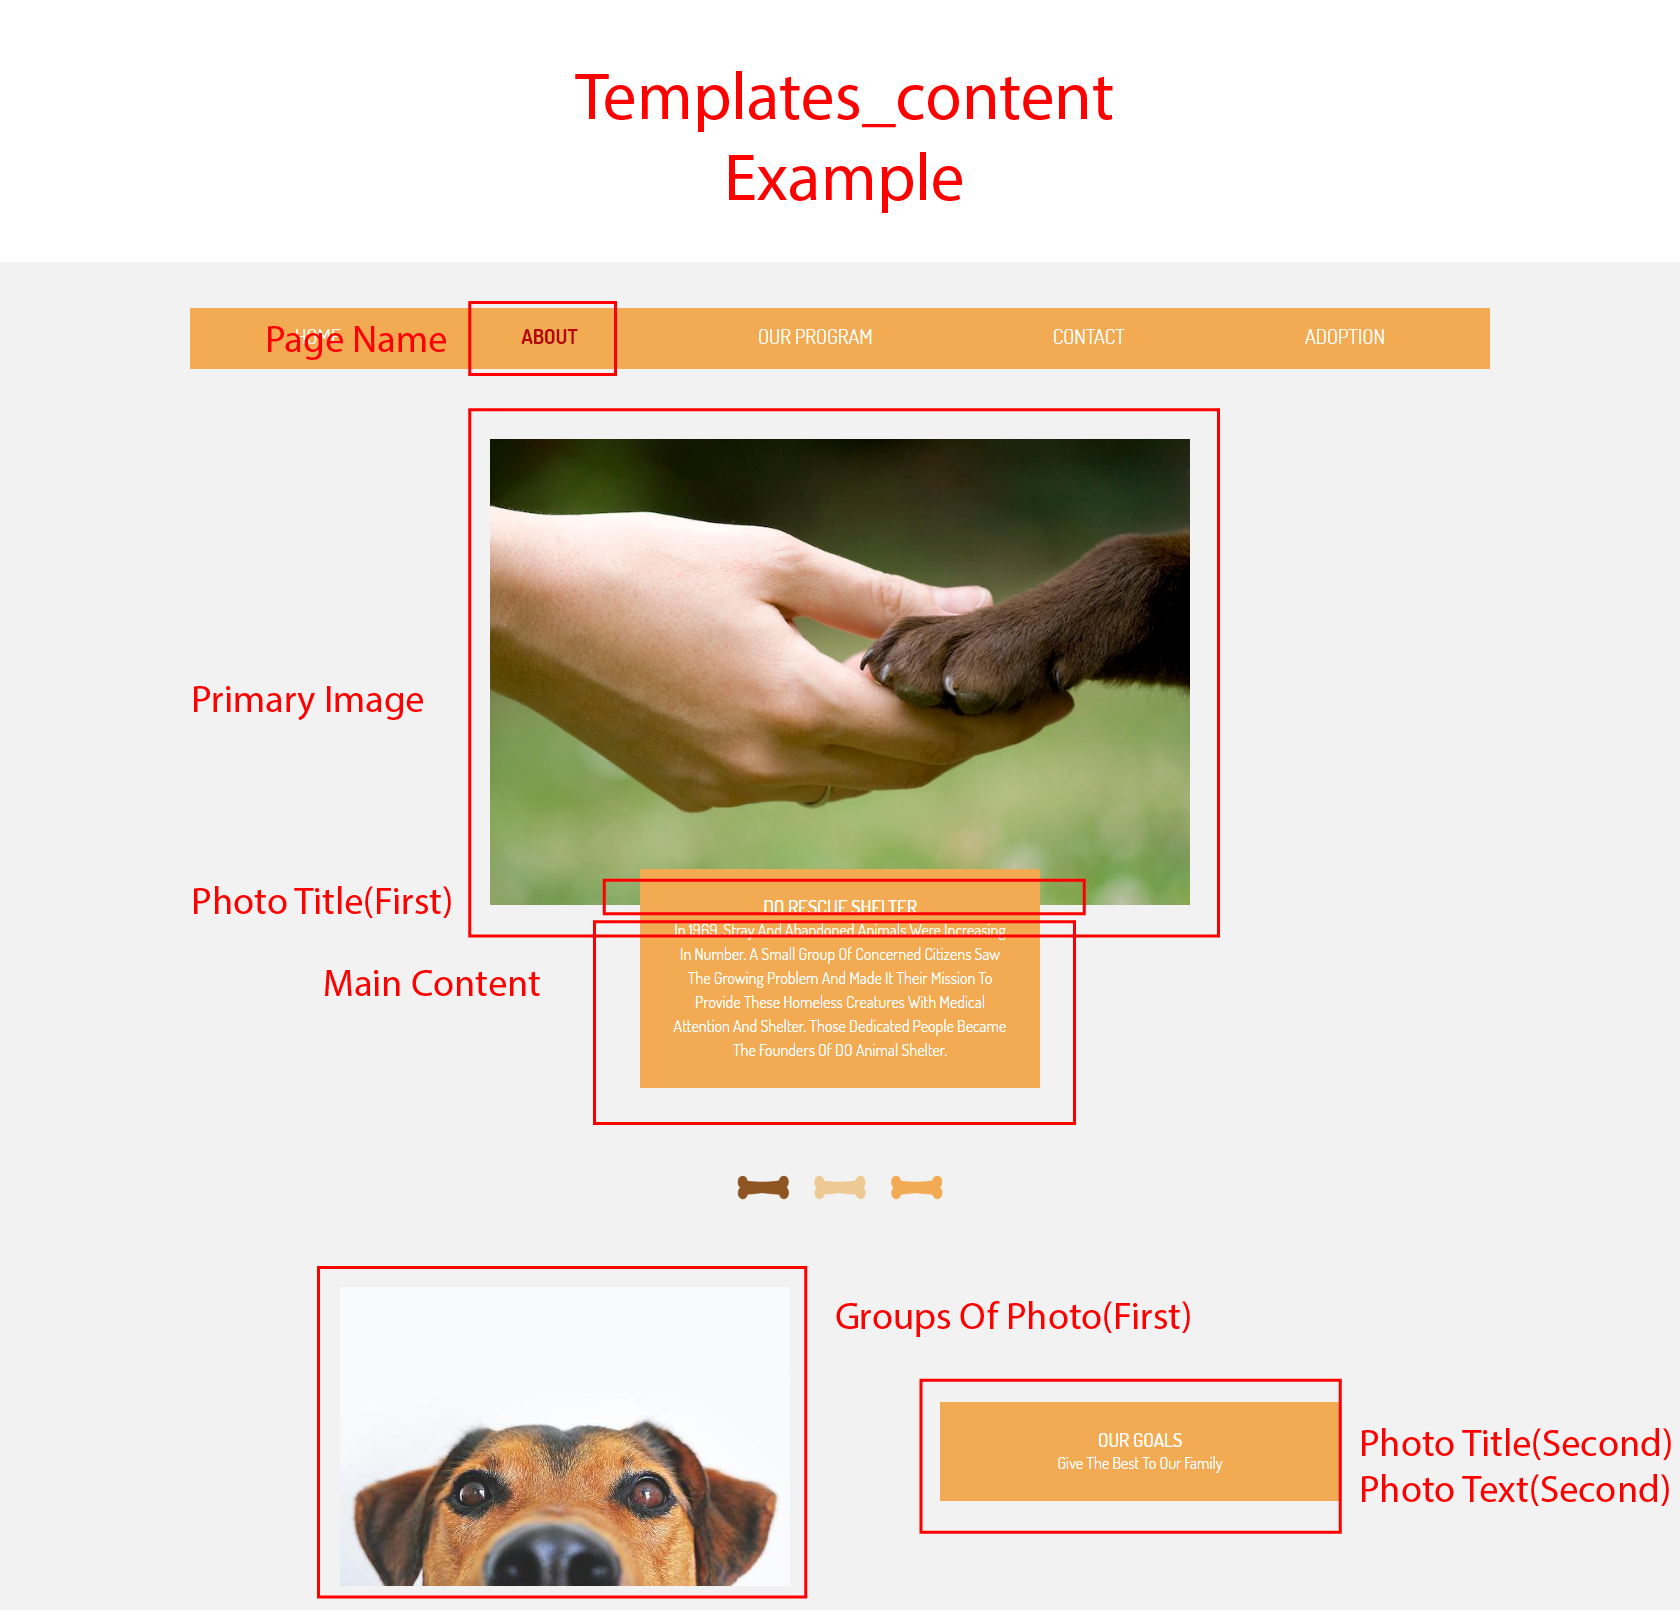 Templates_content
Example
Page Name
HOME
ABOUT
OUR PROGRAM
CONTACT
ADOPTION
Primary Image
Photo Title(First)
DO RESCUE SHELTER
Main Content
In 1969, Stray And Abandoned Animals Were Increasing
In Number. A Small Group Of Concerned Citizens Saw
The Growing Problem And Made It Their Mission To
Provide These Homeless Creatures With Medical
Attention And Shelter. Those Dedicated People Became
The Founders Of DO Animal Shelter.
Groups Of Photo(First)
OUR GOALS
Give The Best To Our Family
Photo Title(Second)
Photo Text(Second)